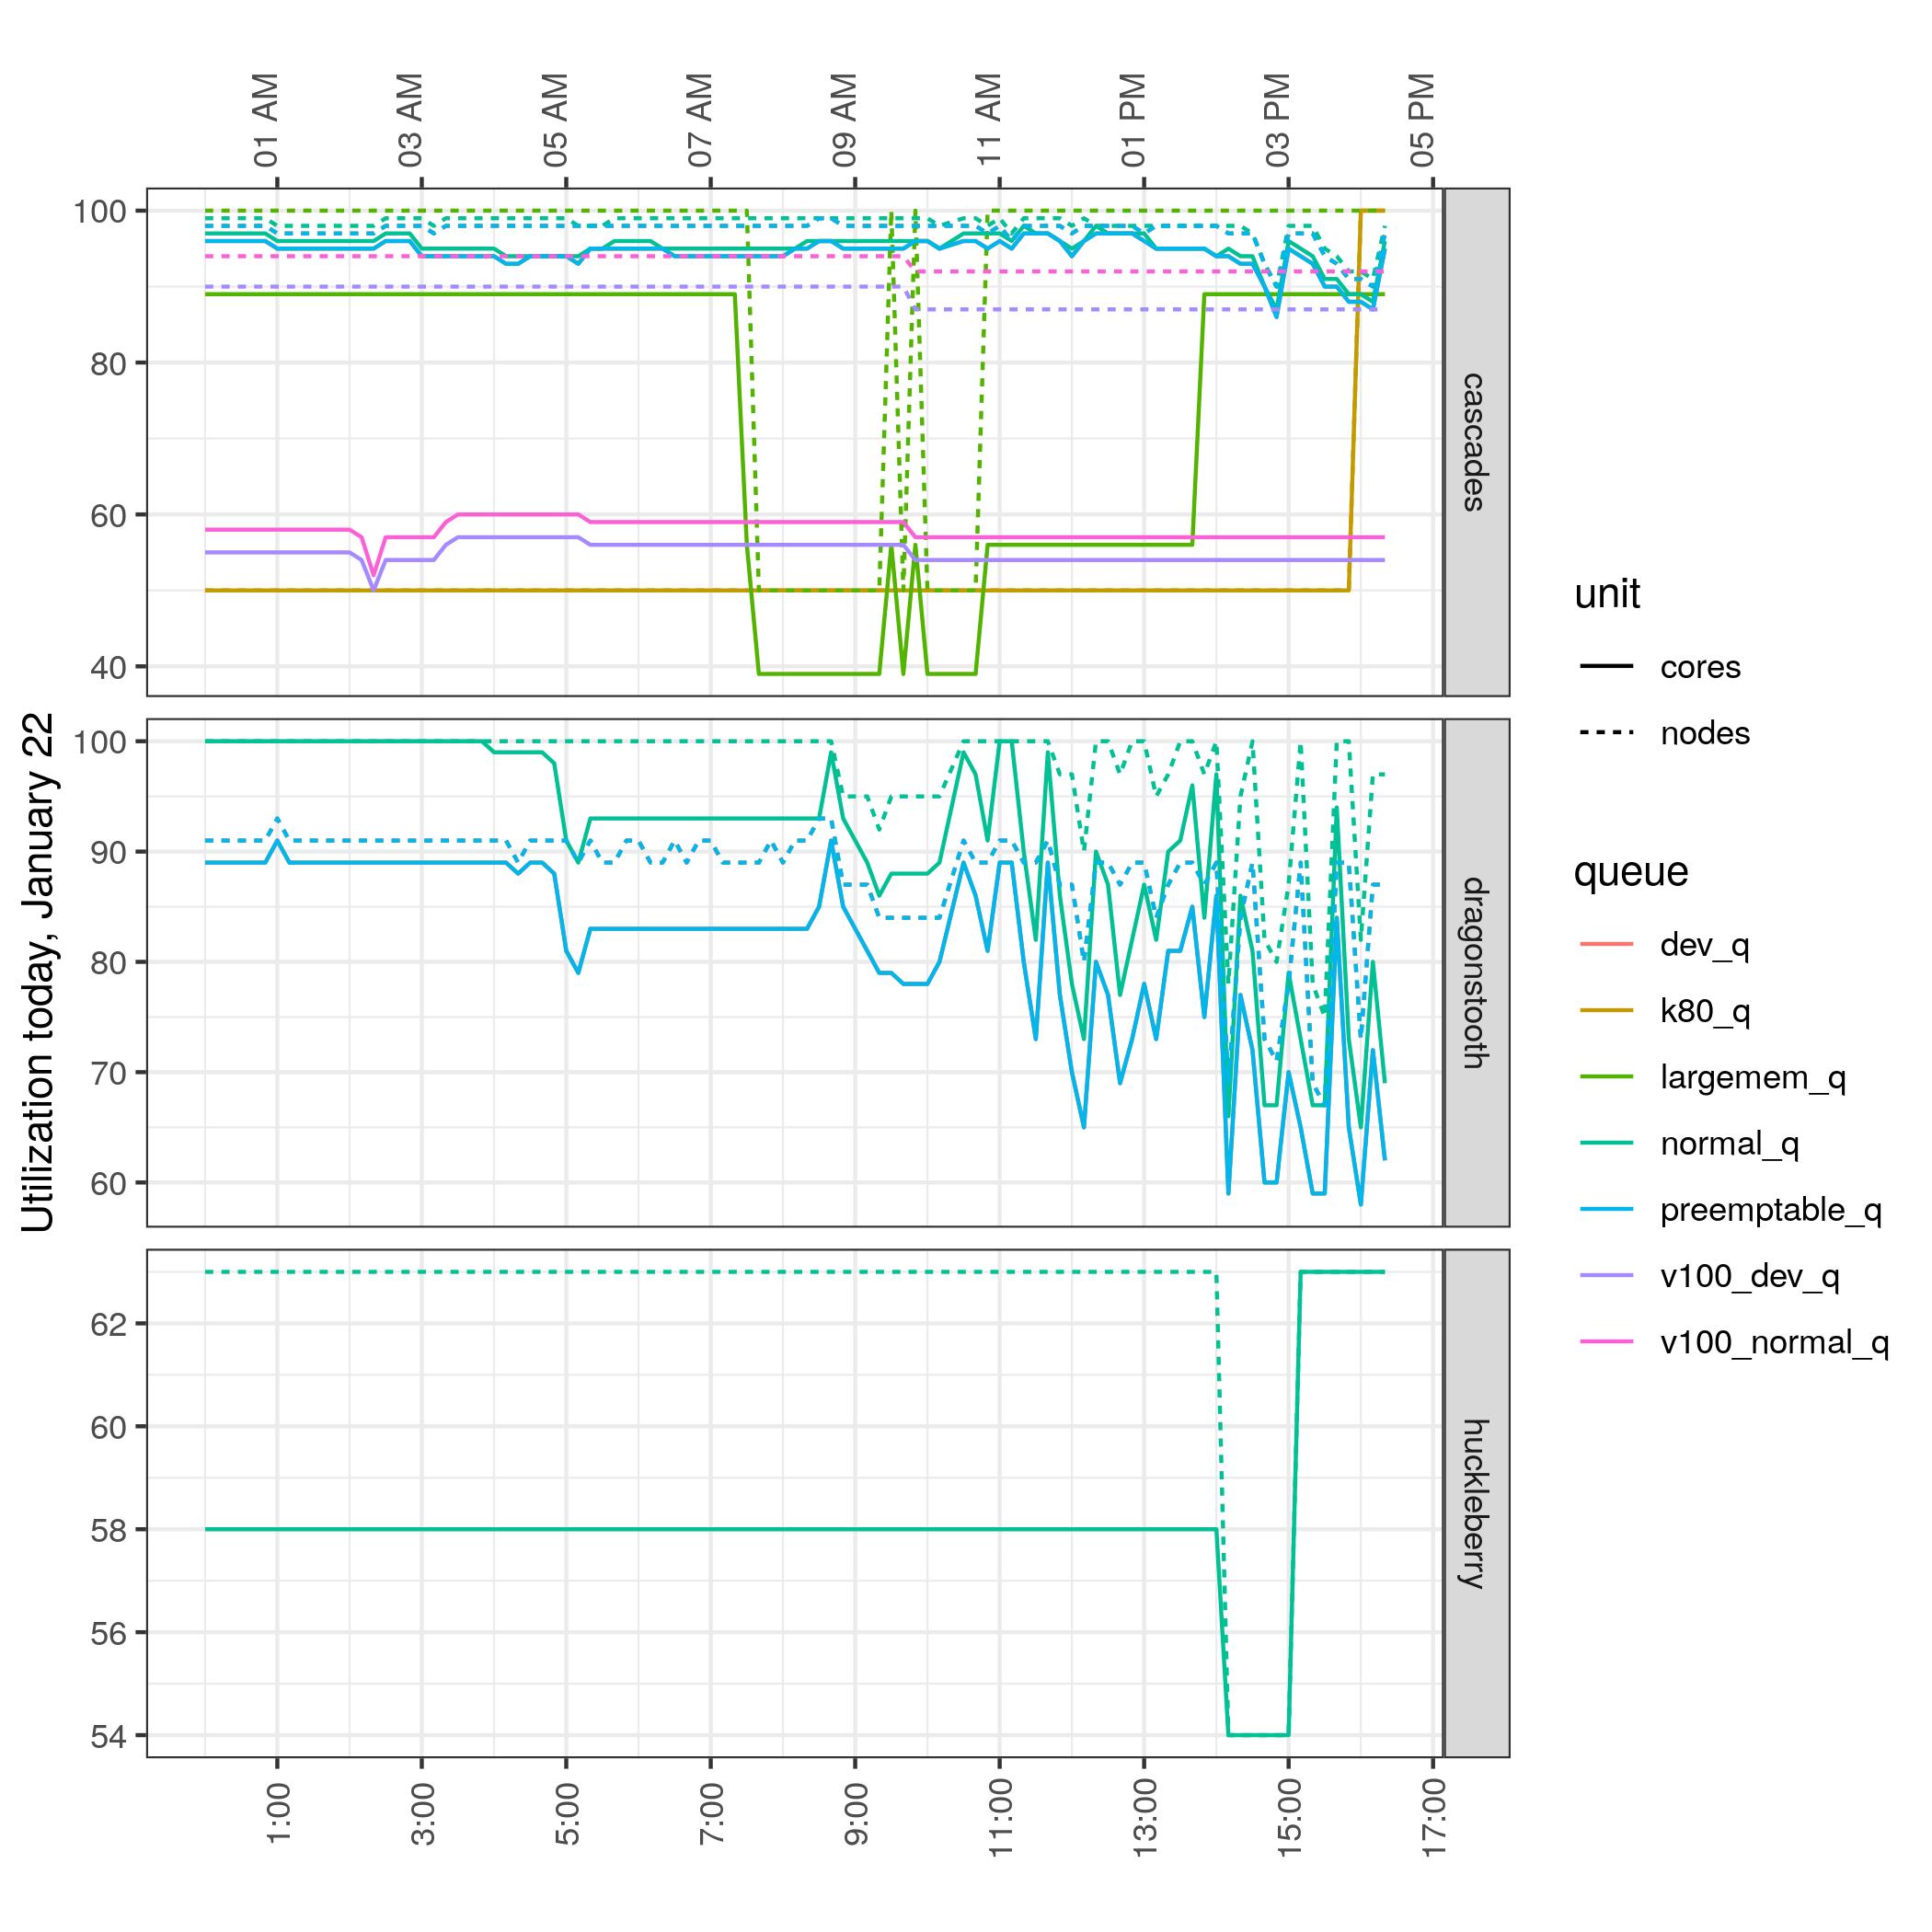 01 AM
03 AM
05 AM
07 AM
09 AM
11 AM
01 PM
03 PM
05 PM
Utilization today, January 22
100
80
60
40
cascades
100
90
80
70
60
dragonstooth
62
60
58
56
54
huckleberry
1:00
3:00
5:00
7:00
9:00
11:00
13:00
15:00
17:00
unit
cores
nodes
queue
dev_q
k80_q
largemem_q
normal_q
preemptable_q
v100_dev_q
v100_normal_q